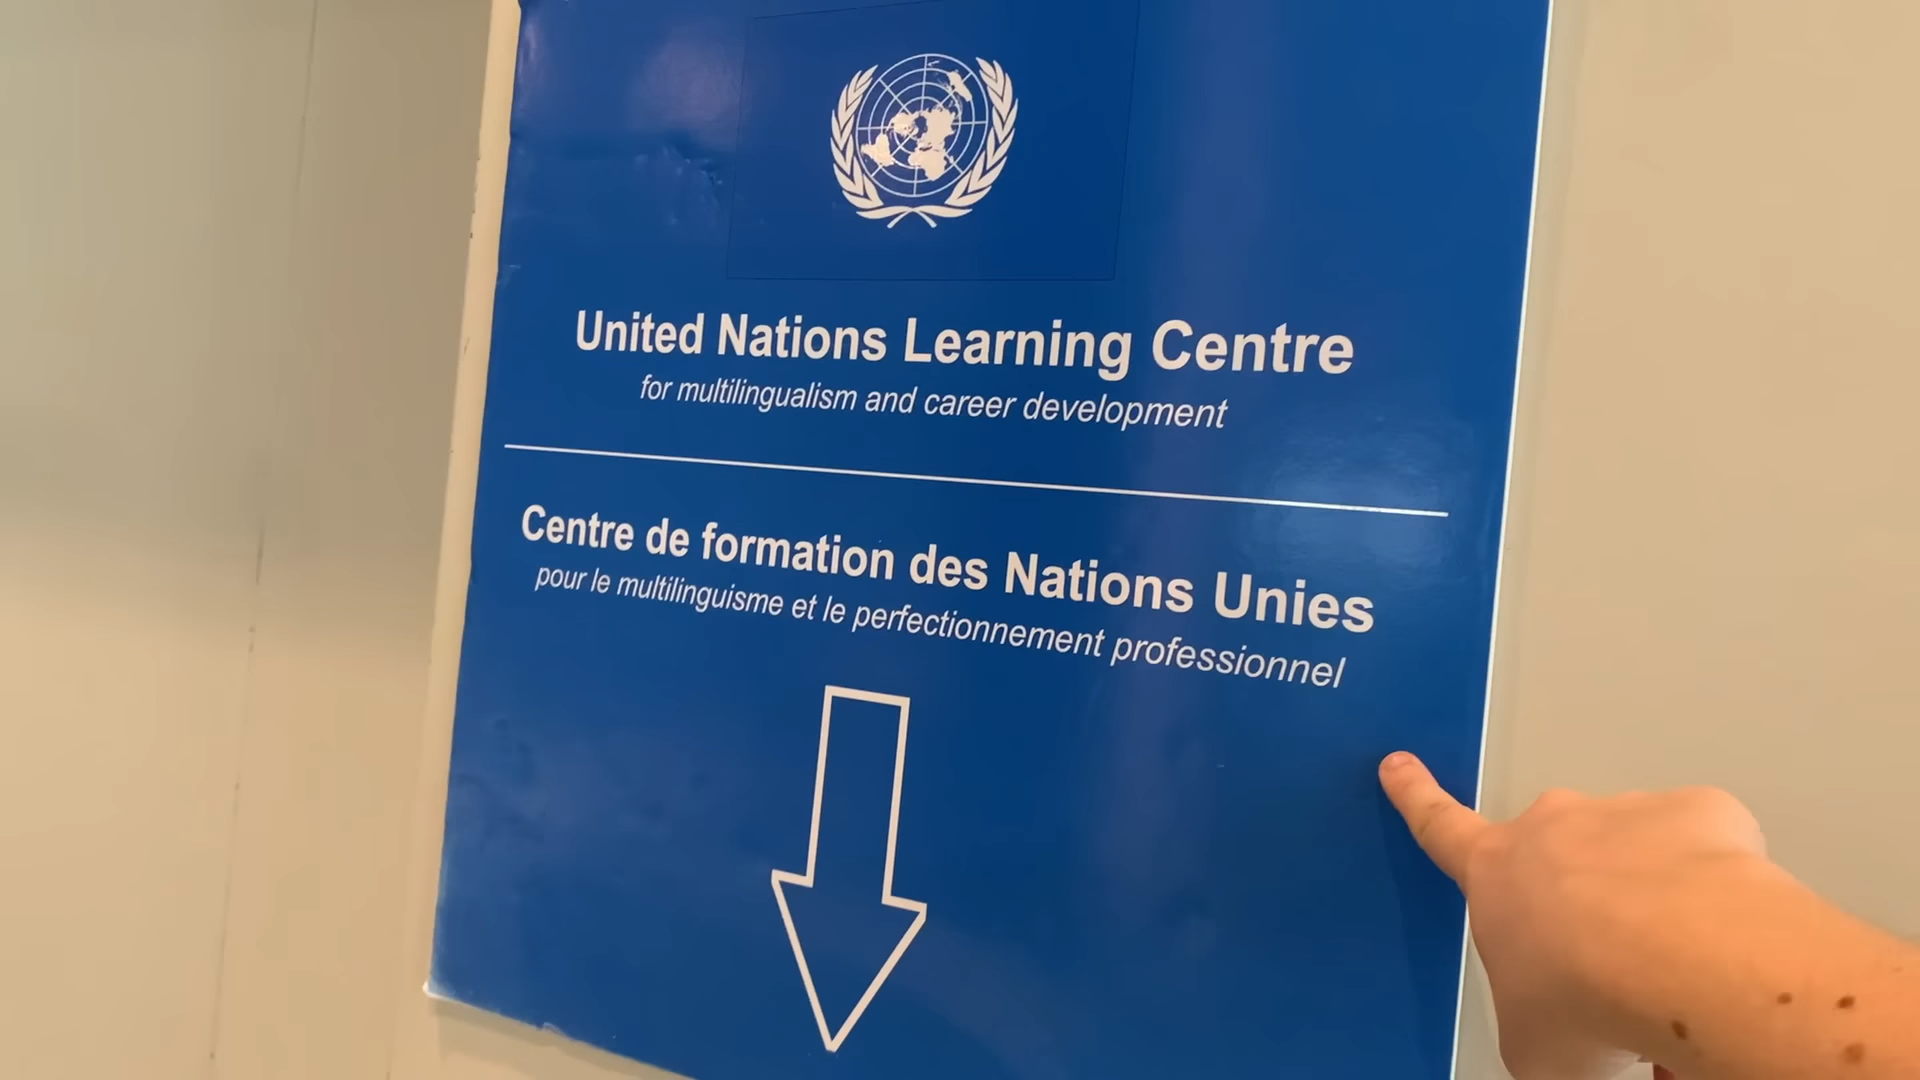 United Nations Learning Centre
for multilingualism and career development
Centre de formation des Nations Unies
pour le multilinguisme et le perfectionnement professionnel